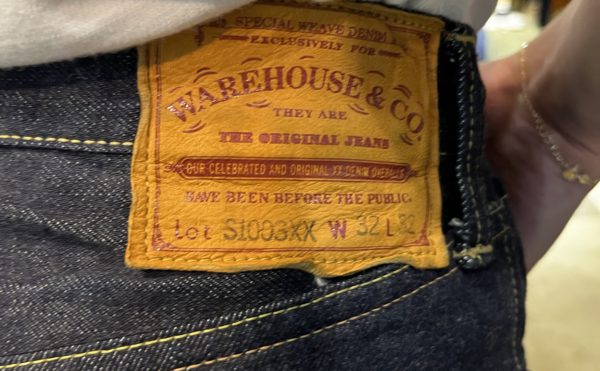 SPECIAL WEAVE DENIM
EXCLUSIVELY FOR
WAREHOUSE & CO.
THEY ARE
THE ORIGINAL JEANS
OUR CELEBRATED AND ORIGINAL XX DENIM OVERALLS
HAVE BEEN BEFORE THE PUBLIC.
Lot S1003XX W 32 L 32